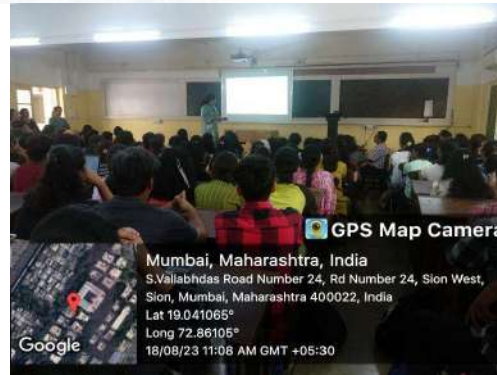 GPS Map Camera
Mumbai, Maharashtra, India
S.Vallabhdas Road Number 24, Rd Number 24, Sion West,
Sion, Mumbai, Maharashtra 400022, India
Lat 19.041065°
Long 72.86105°
18/08/23 11:08 AM GMT +05:30
Google